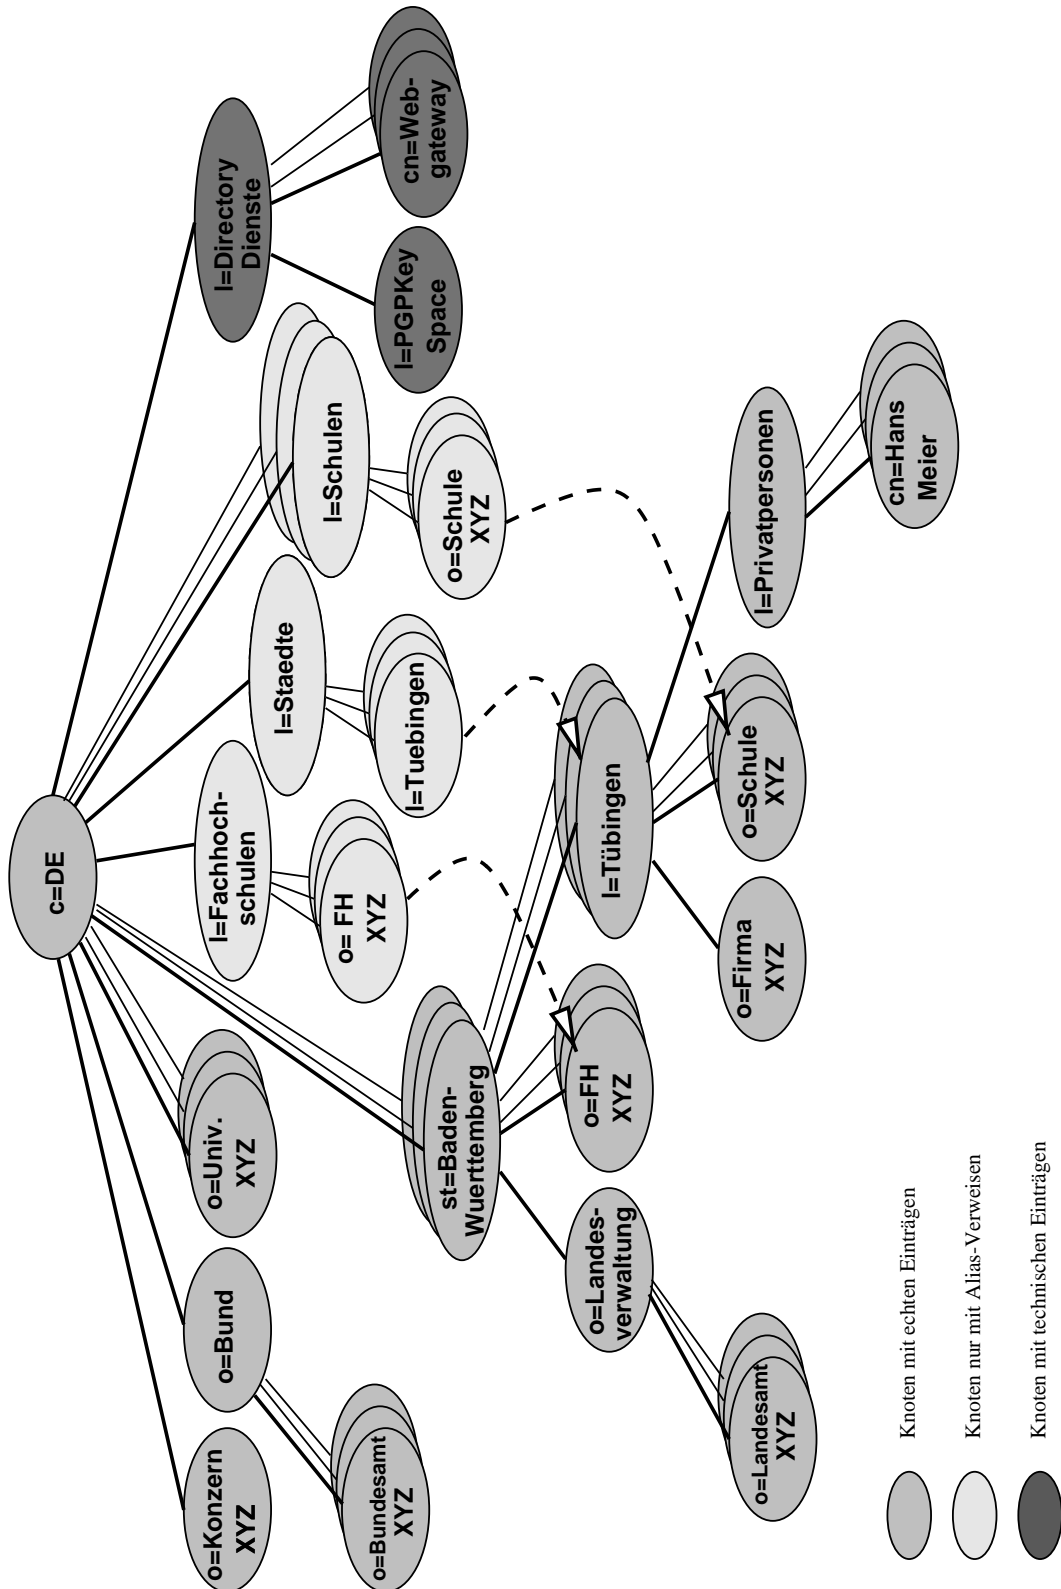 c=DE
o=Konzern
XYZ
o=Bund
o=Univ.
XYZ
l=Fachhoch-
schulen
l=Staedte
l=Schulen
l=Directory
Dienste
o=Bundesamt
XYZ
st=Baden-
Wuerttemberg
o= FH
XYZ
l=Tuebingen
o=Schule
XYZ
l=PGPKey
Space
cn=Web-
gateway
o=Landes-
verwaltung
o=FH
XYZ
l=Tübingen
o=Landesamt
XYZ
o=Firma
XYZ
o=Schule
XYZ
l=Privatpersonen
cn=Hans
Meier
Knoten mit echten Einträgen
Knoten nur mit Alias-Verweisen
Knoten mit technischen Einträgen